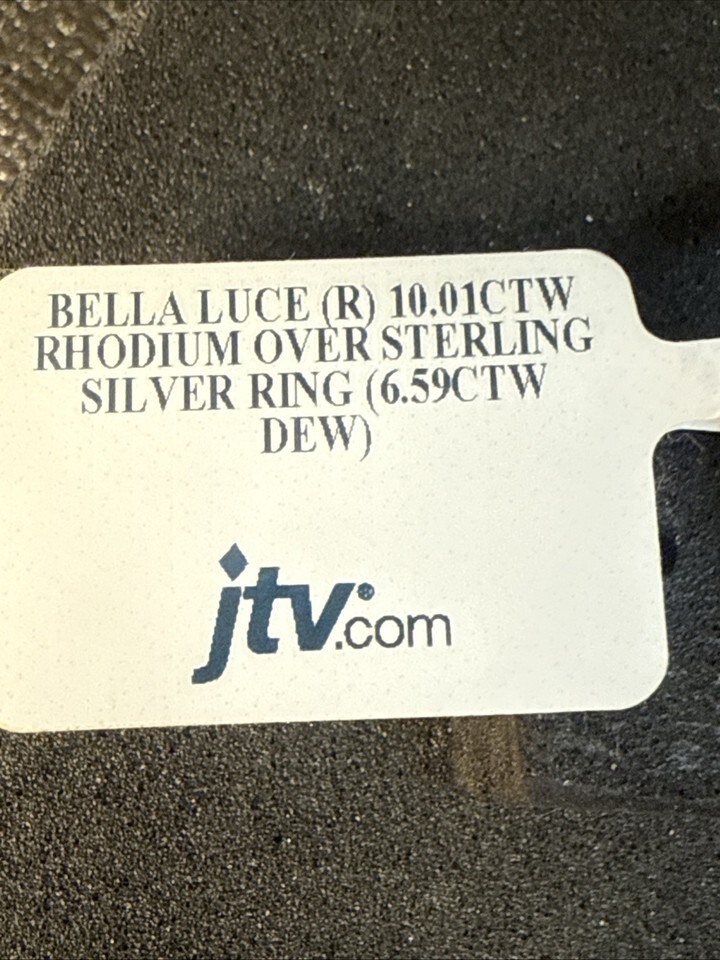 BELLA LUCE (R) 10.01CTW
RHODIUM OVER STERLING
SILVER RING (6.59CTW
DEW)
jtv®.com